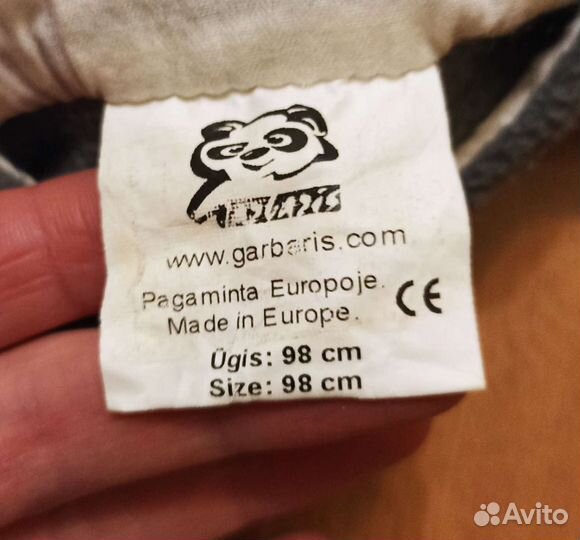 www.garbaris.com
Pagaminta Europoje.
Made in Europe.
CE
Ūgis: 98 cm
Size: 98 cm
Avito